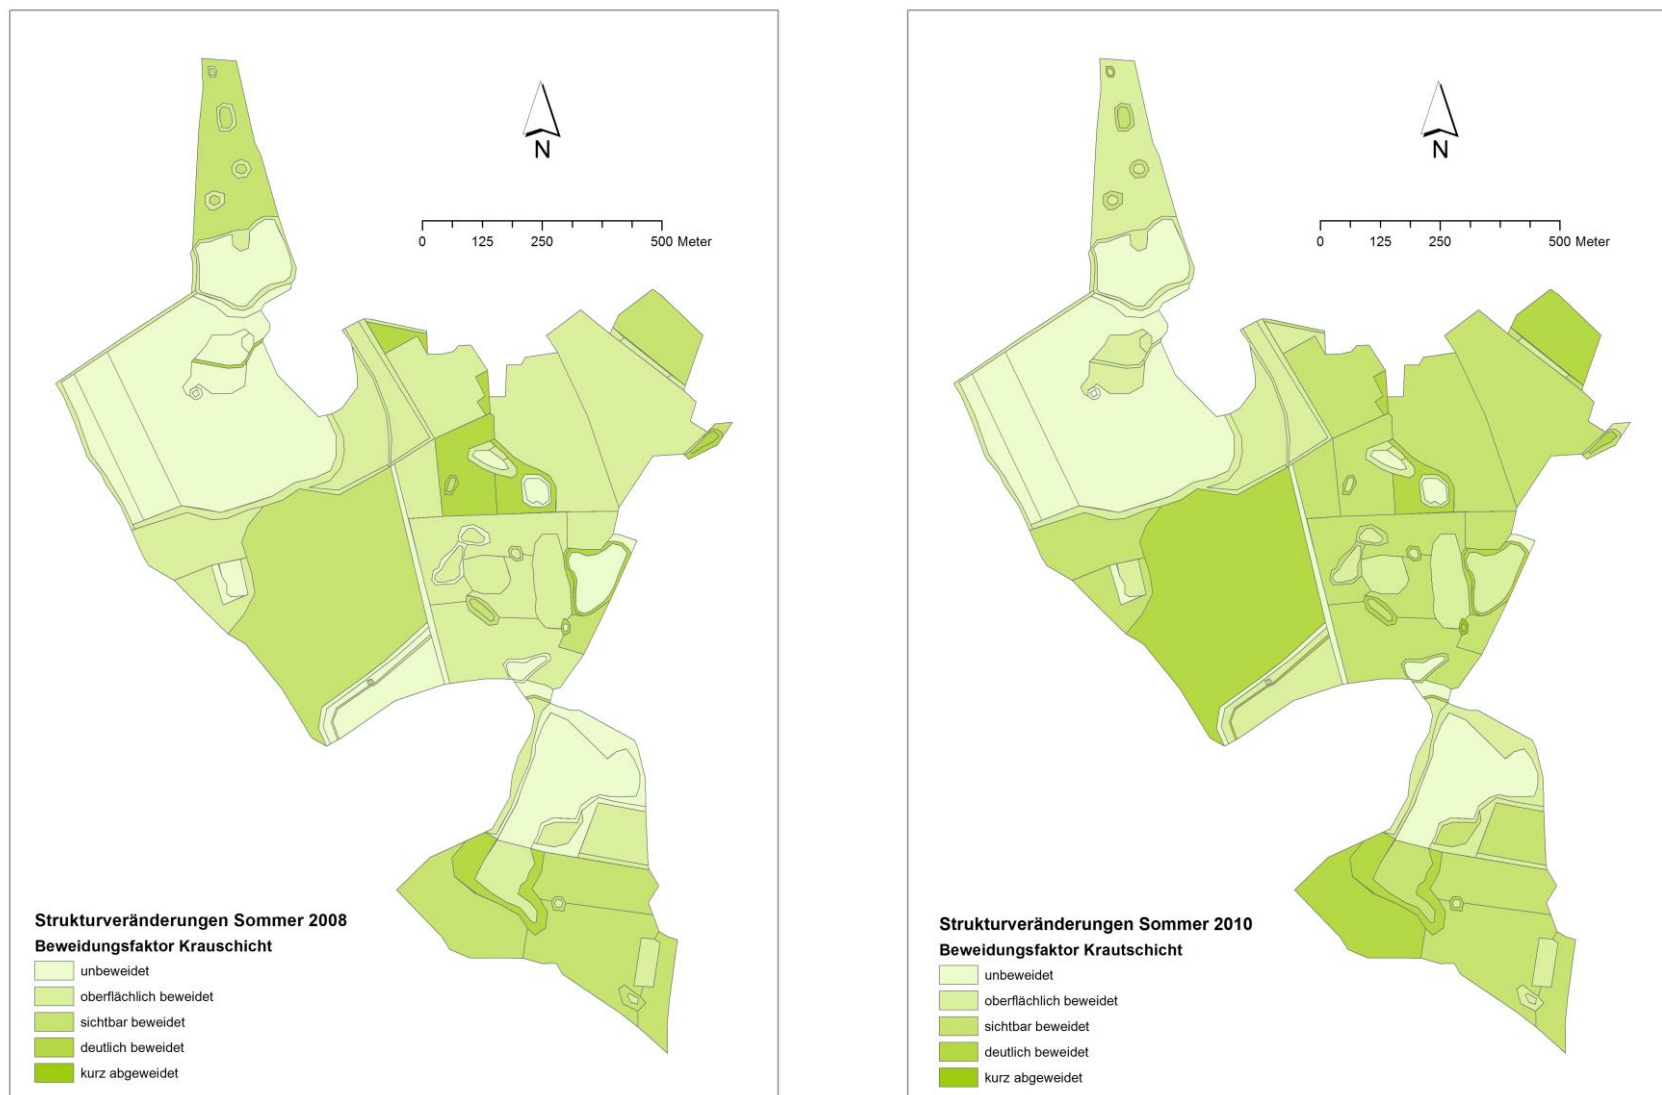 N
0 125 250 500 Meter
Strukturveränderungen Sommer 2008
Beweidungsfaktor Krauschicht
unbeweidet
oberflächlich beweidet
sichtbar beweidet
deutlich beweidet
kurz abgeweidet
N
0 125 250 500 Meter
Strukturveränderungen Sommer 2010
Beweidungsfaktor Krautschicht
unbeweidet
oberflächlich beweidet
sichtbar beweidet
deutlich beweidet
kurz abgeweidet